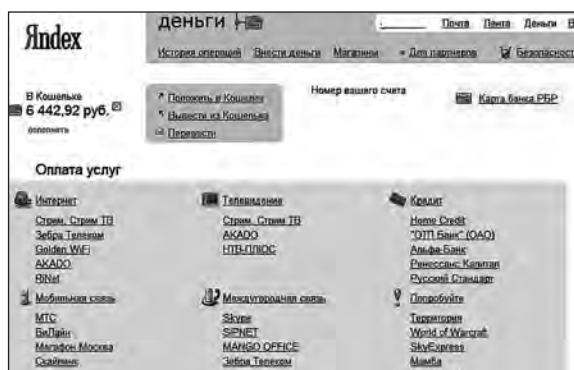 Яndex
деньги
Почта Лента Деньги
История операций Внести деньги Магазины Для партнеров Безопасност
В Кошельке
6 442,92 руб.
пополнить
Положить в Кошелек
Вывести из Кошелька
Перевести
Номер вашего счета
Карта банка РБР
Оплата услуг
Интернет
Стрим, Стрим ТВ
Зебра Телеком
Golden WiFi
АКАДО
RiNet
Телевидение
Стрим, Стрим ТВ
АКАДО
НТВ-ПЛЮС
Кредит
Home Credit
"ОТП Банк" (ОАО)
Альфа-Банк
Ренессанс Капитал
Русский Стандарт
Мобильная связь
МТС
БиЛайн
Мегафон Москва
Скайлинк
Междугородная связь
Skype
SIPNET
MANGO OFFICE
Зебра Телеком
Попробуйте
Территория
World of Warcraft
SkyExpress
Мамба